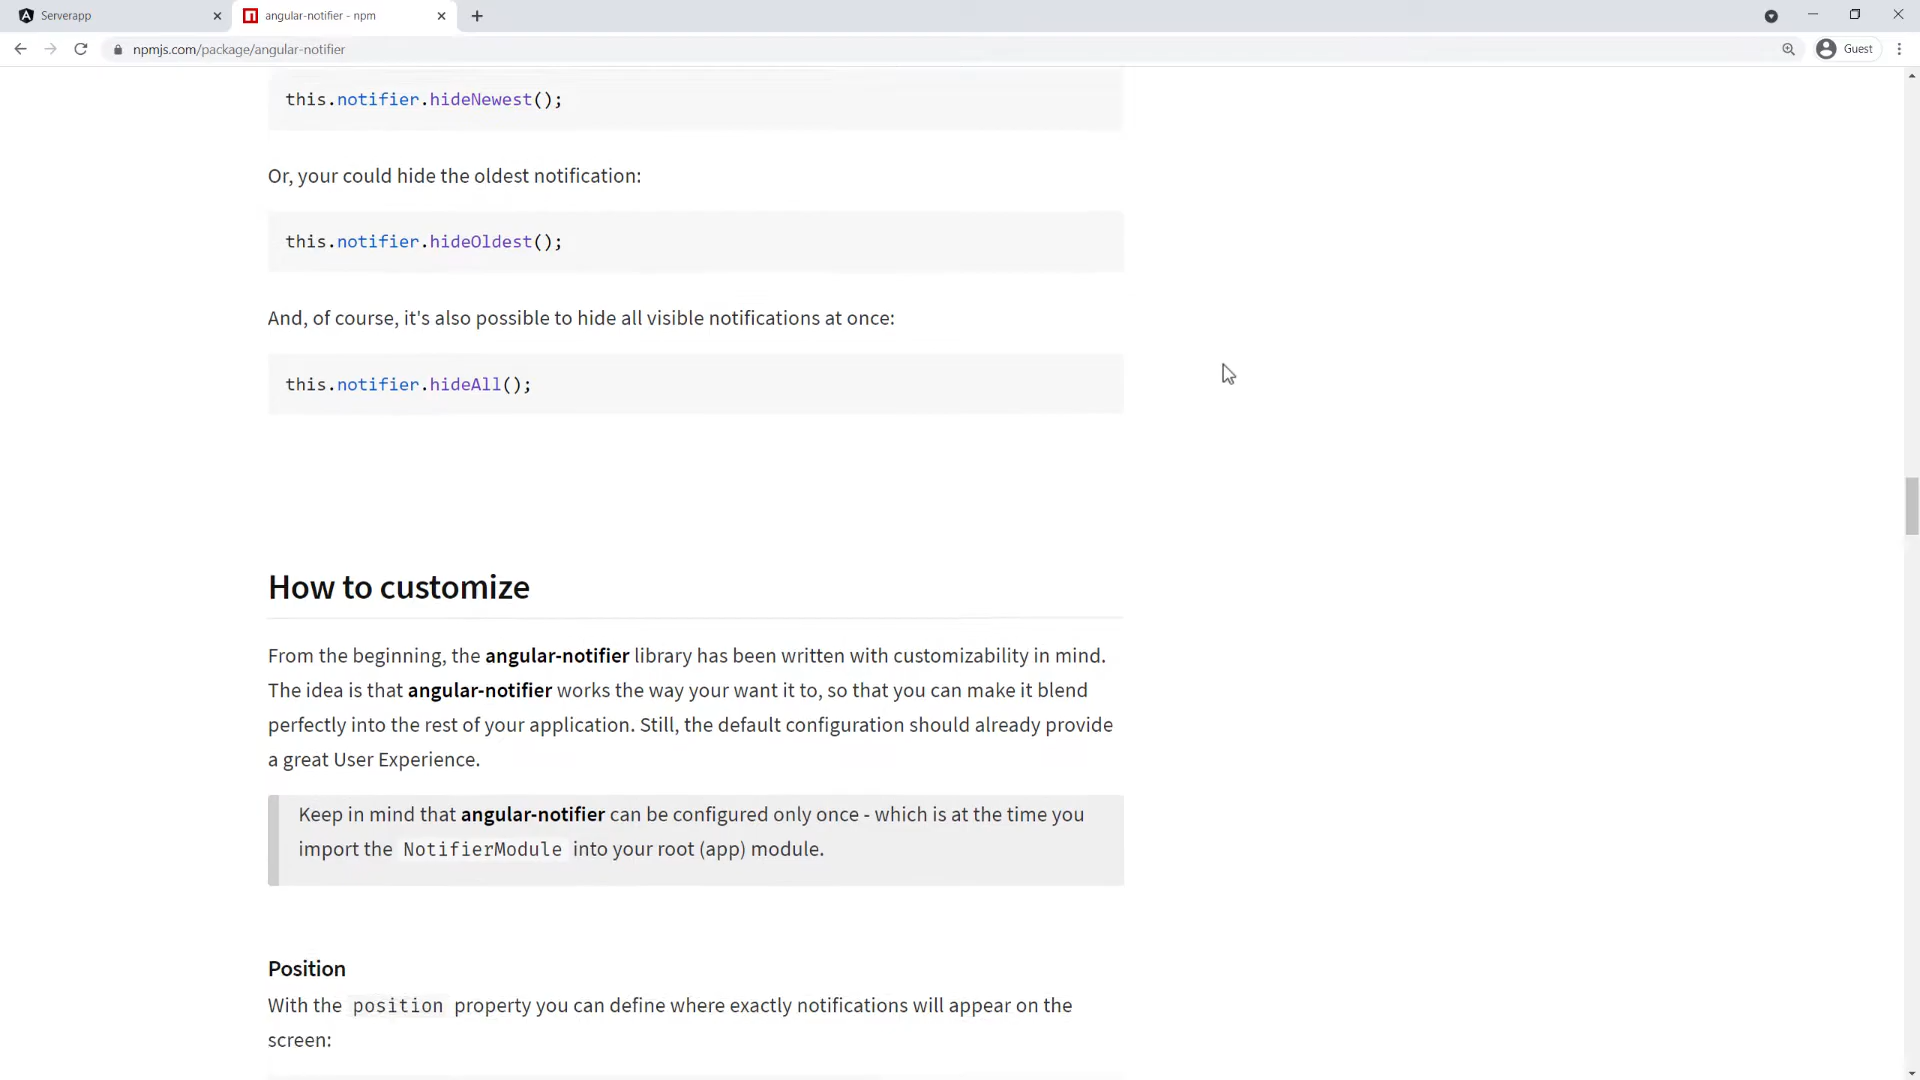 Serverapp
angular-notifier - npm
npmjs.com/package/angular-notifier
Guest
this.notifier.hideNewest();
Or, your could hide the oldest notification:
this.notifier.hideOldest();
And, of course, it's also possible to hide all visible notifications at once:
this.notifier.hideAll();
How to customize
From the beginning, the angular-notifier library has been written with customizability in mind.
The idea is that angular-notifier works the way your want it to, so that you can make it blend
perfectly into the rest of your application. Still, the default configuration should already provide
a great User Experience.
Keep in mind that angular-notifier can be configured only once - which is at the time you
import the NotifierModule into your root (app) module.
Position
With the position property you can define where exactly notifications will appear on the
screen: